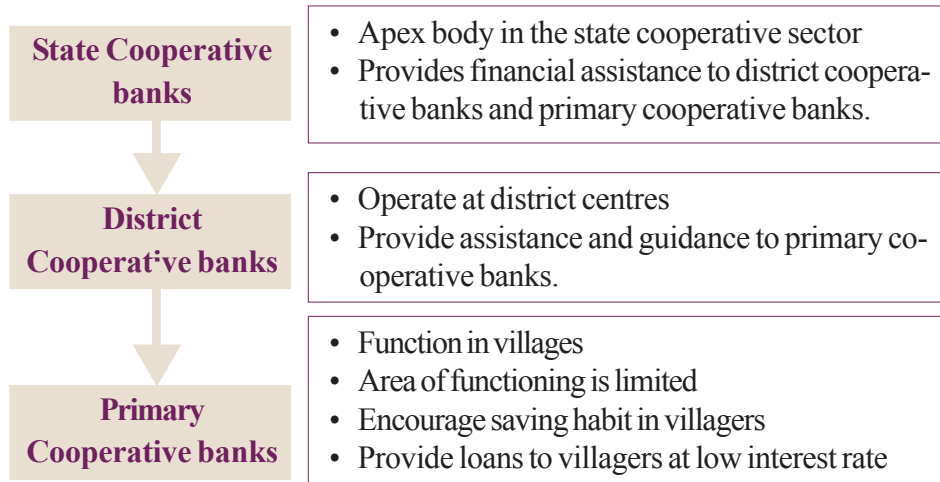 State Cooperative
banks
• Apex body in the state cooperative sector
• Provides financial assistance to district coopera-
tive banks and primary cooperative banks.
District
Cooperative banks
• Operate at district centres
• Provide assistance and guidance to primary co-
operative banks.
Primary
Cooperative banks
• Function in villages
• Area of functioning is limited
• Encourage saving habit in villagers
• Provide loans to villagers at low interest rate